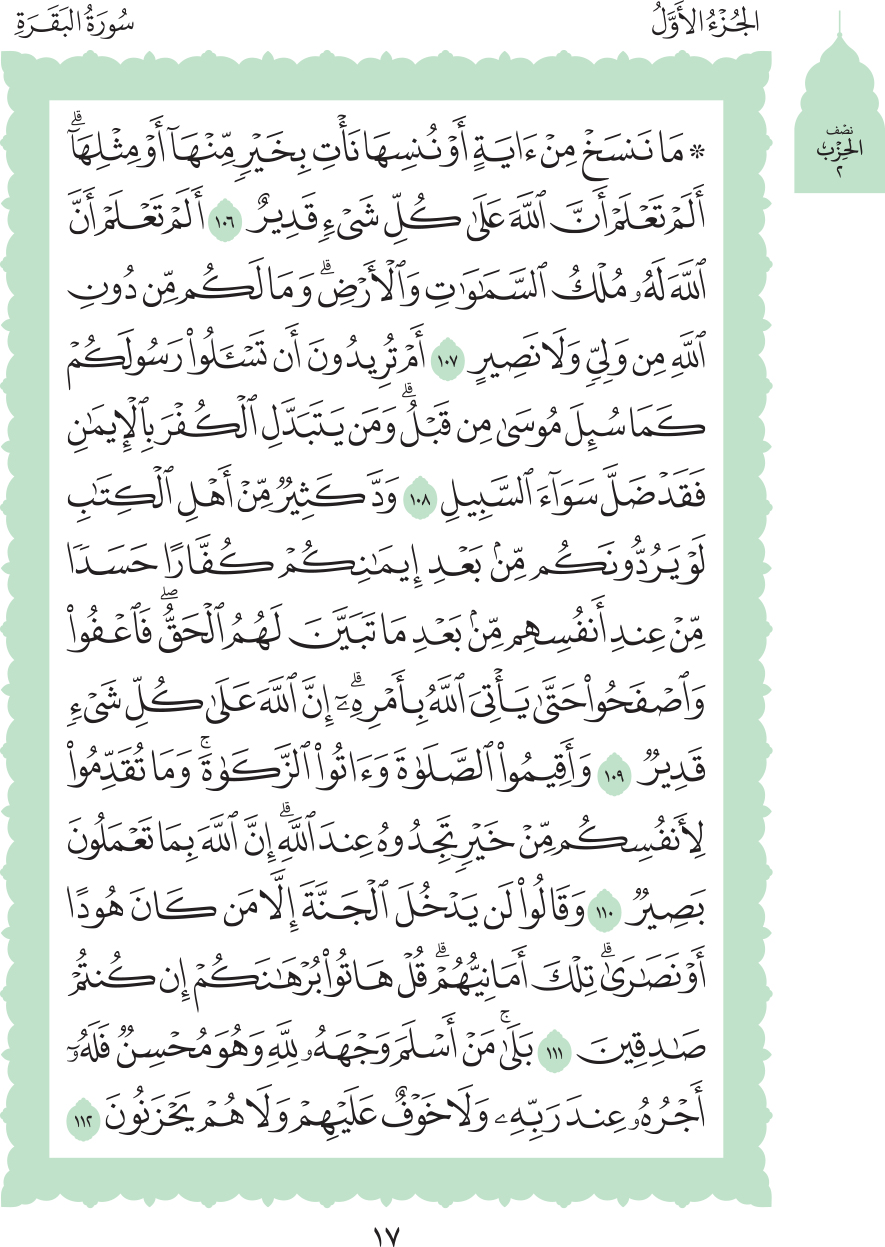 الجُزْءُ الأَوَّلُ
سُورَةُ البَقَرَةِ
نصْف
الحِزْب
٢
* مَا نَنسَخْ مِنْ ءَايَةٍ أَوْ نُنسِهَا نَأْتِ بِخَيْرٖ مِّنْهَآ أَوْ مِثْلِهَآۗ
أَلَمْ تَعْلَمْ أَنَّ ٱللَّهَ عَلَىٰ كُلِّ شَيْءٖ قَدِيرٌ ١٠٦ أَلَمْ تَعْلَمْ أَنَّ
ٱللَّهَ لَهُۥ مُلْكُ ٱلسَّمَٰوَٰتِ وَٱلْأَرْضِۗ وَمَا لَكُم مِّن دُونِ
ٱللَّهِ مِن وَلِيّٖ وَلَا نَصِيرٍ ١٠٧ أَمْ تُرِيدُونَ أَن تَسْـَٔلُوا۟ رَسُولَكُمْ
كَمَا سُئِلَ مُوسَىٰ مِن قَبْلُۗ وَمَن يَتَبَدَّلِ ٱلْكُفْرَ بِٱلْإِيمَٰنِ
فَقَدْ ضَلَّ سَوَآءَ ٱلسَّبِيلِ ١٠٨ وَدَّ كَثِيرٞ مِّنْ أَهْلِ ٱلْكِتَٰبِ
لَوْ يَرُدُّونَكُم مِّنۢ بَعْدِ إِيمَٰنِكُمْ كُفَّارًا حَسَدٗا
مِّنْ عِندِ أَنفُسِهِم مِّنۢ بَعْدِ مَا تَبَيَّنَ لَهُمُ ٱلْحَقُّۖ فَٱعْفُوا۟
وَٱصْفَحُوا۟ حَتَّىٰ يَأْتِيَ ٱللَّهُ بِأَمْرِهِۦٓۗ إِنَّ ٱللَّهَ عَلَىٰ كُلِّ شَيْءٖ
قَدِيرٞ ١٠٩ وَأَقِيمُوا۟ ٱلصَّلَوٰةَ وَءَاتُوا۟ ٱلزَّكَوٰةَۚ وَمَا تُقَدِّمُوا۟
لِأَنفُسِكُم مِّنْ خَيْرٖ تَجِدُوهُ عِندَ ٱللَّهِۗ إِنَّ ٱللَّهَ بِمَا تَعْمَلُونَ
بَصِيرٞ ١١٠ وَقَالُوا۟ لَن يَدْخُلَ ٱلْجَنَّةَ إِلَّا مَن كَانَ هُودًا
أَوْ نَصَٰرَىٰۗ تِلْكَ أَمَانِيُّهُمْۗ قُلْ هَاتُوا۟ بُرْهَٰنَكُمْ إِن كُنتُمْ
صَٰدِقِينَ ١١١ بَلَىٰۚ مَنْ أَسْلَمَ وَجْهَهُۥ لِلَّهِ وَهُوَ مُحْسِنٞ فَلَهُۥٓ
أَجْرُهُۥ عِندَ رَبِّهِۦ وَلَا خَوْفٌ عَلَيْهِمْ وَلَا هُمْ يَحْزَنُونَ ١١٢
١٧